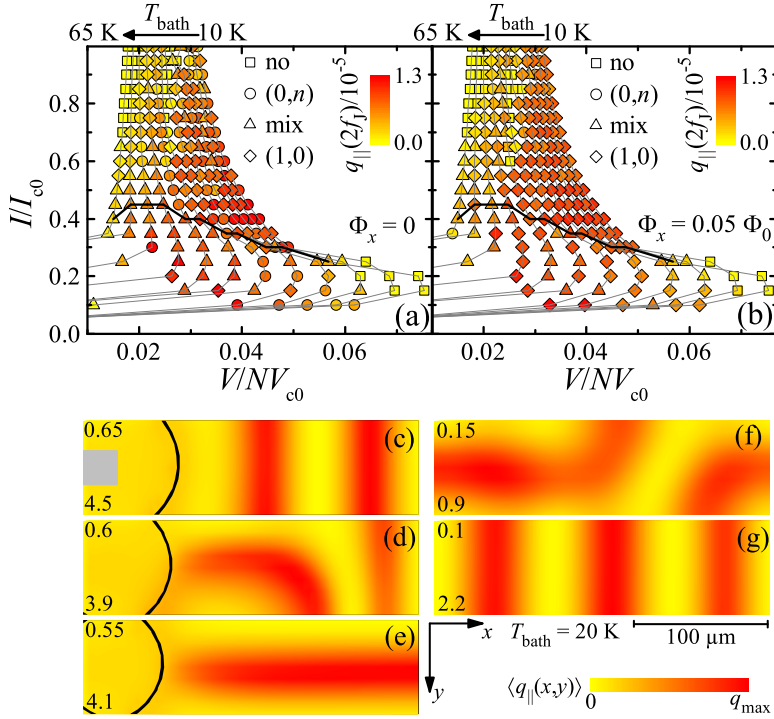 T_bath
65 K 10 K
T_bath
65 K 10 K
no
(0,n)
mix
(1,0)
q_||(2f_J)/10^-5
1.3
0.0
Φ_x = 0
(a)
no
(0,n)
mix
(1,0)
q_||(2f_J)/10^-5
1.3
0.0
Φ_x = 0.05 Φ_0
(b)
I/I_c0
0.8
0.6
0.4
0.2
0.0
0.02 0.04 0.06
V/NV_c0
0.02 0.04 0.06
V/NV_c0
0.65
4.5
(c)
0.6
3.9
(d)
0.55
4.1
(e)
0.15
0.9
(f)
0.1
2.2
(g)
x
y
T_bath = 20 K
100 µm
⟨q_||(x,y)⟩
0 q_max